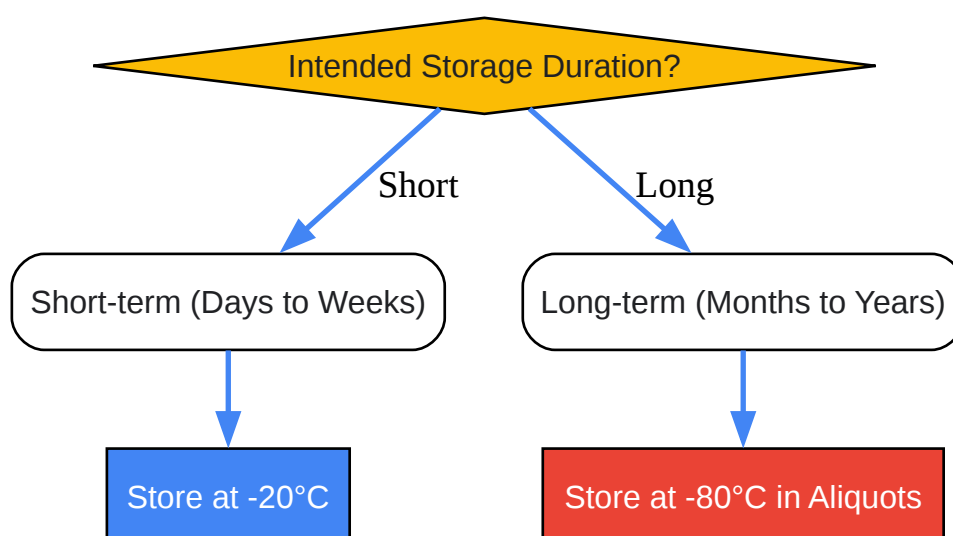 Intended Storage Duration?
Short
Long
Short-term (Days to Weeks)
Long-term (Months to Years)
Store at -20°C
Store at -80°C in Aliquots